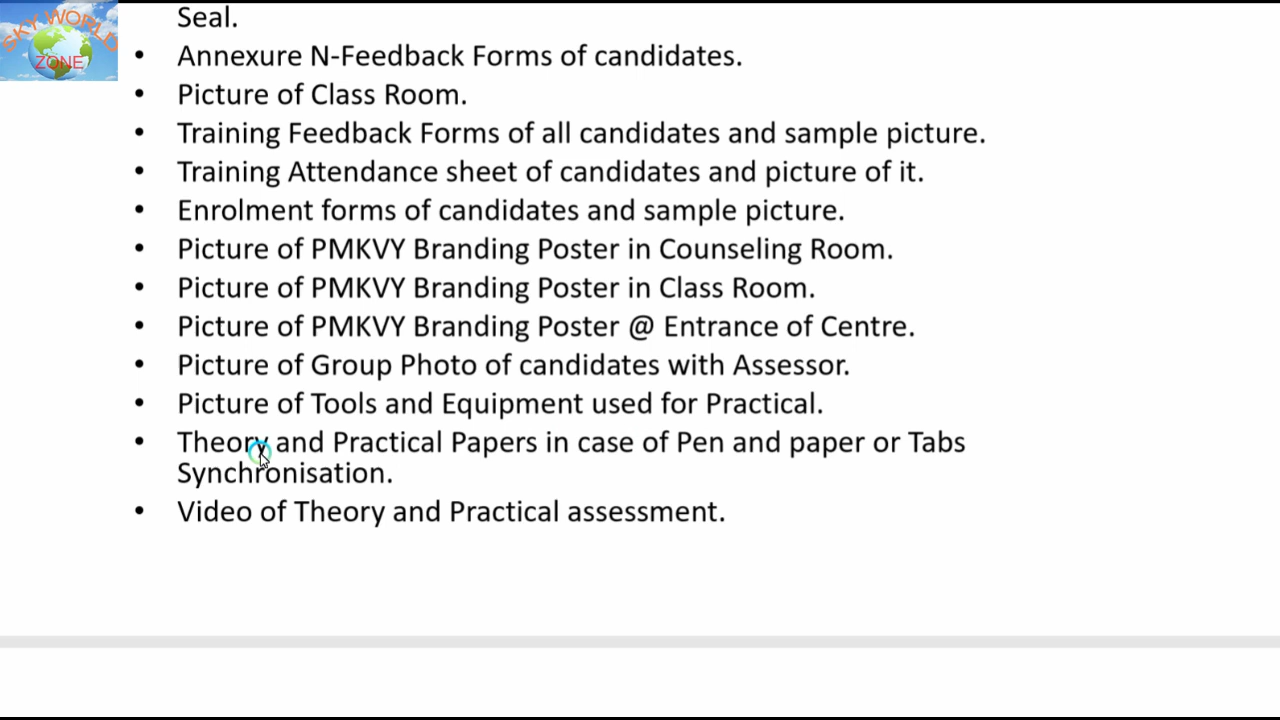 SKY WORLD
ZONE
Seal.
• Annexure N-Feedback Forms of candidates.
• Picture of Class Room.
• Training Feedback Forms of all candidates and sample picture.
• Training Attendance sheet of candidates and picture of it.
• Enrolment forms of candidates and sample picture.
• Picture of PMKVY Branding Poster in Counseling Room.
• Picture of PMKVY Branding Poster in Class Room.
• Picture of PMKVY Branding Poster @ Entrance of Centre.
• Picture of Group Photo of candidates with Assessor.
• Picture of Tools and Equipment used for Practical.
• Theory and Practical Papers in case of Pen and paper or Tabs
Synchronisation.
• Video of Theory and Practical assessment.